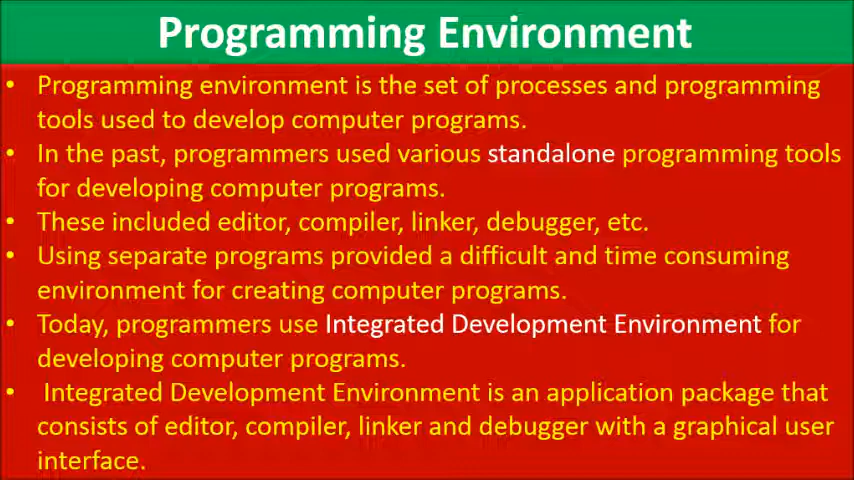 Programming Environment
• Programming environment is the set of processes and programming
tools used to develop computer programs.
• In the past, programmers used various standalone programming tools
for developing computer programs.
• These included editor, compiler, linker, debugger, etc.
• Using separate programs provided a difficult and time consuming
environment for creating computer programs.
• Today, programmers use Integrated Development Environment for
developing computer programs.
• Integrated Development Environment is an application package that
consists of editor, compiler, linker and debugger with a graphical user
interface.